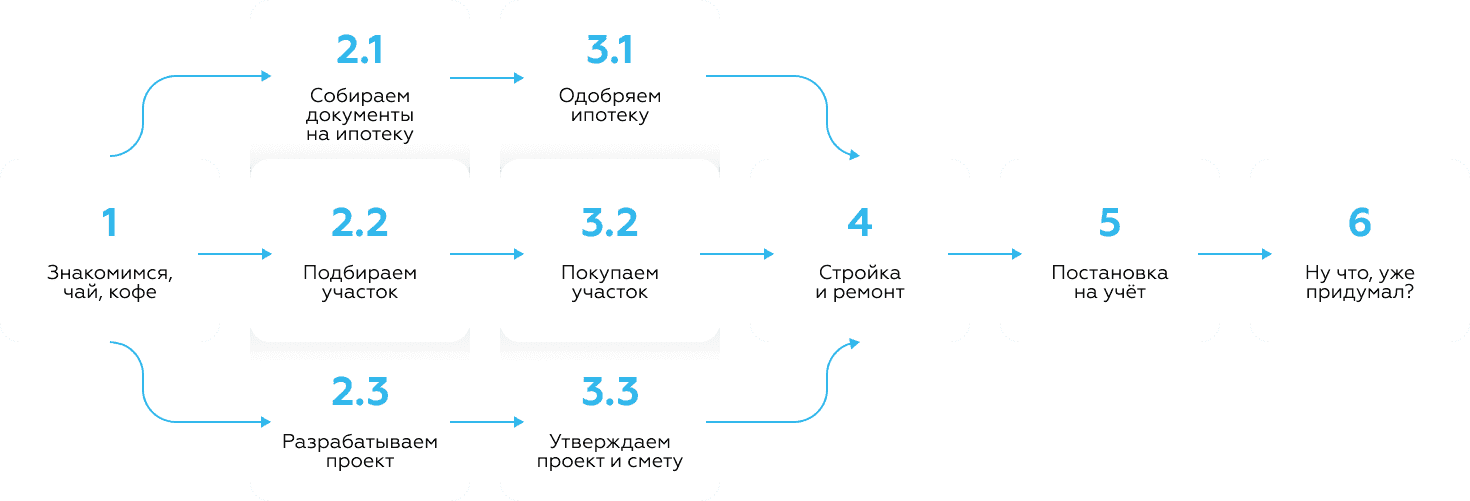 2.1
Собираем
документы
на ипотеку
3.1
Одобряем
ипотеку
1
Знакомимся,
чай, кофе
2.2
Подбираем
участок
3.2
Покупаем
участок
4
Стройка
и ремонт
5
Постановка
на учёт
6
Ну что, уже
придумал?
2.3
Разрабатываем
проект
3.3
Утверждаем
проект и смету